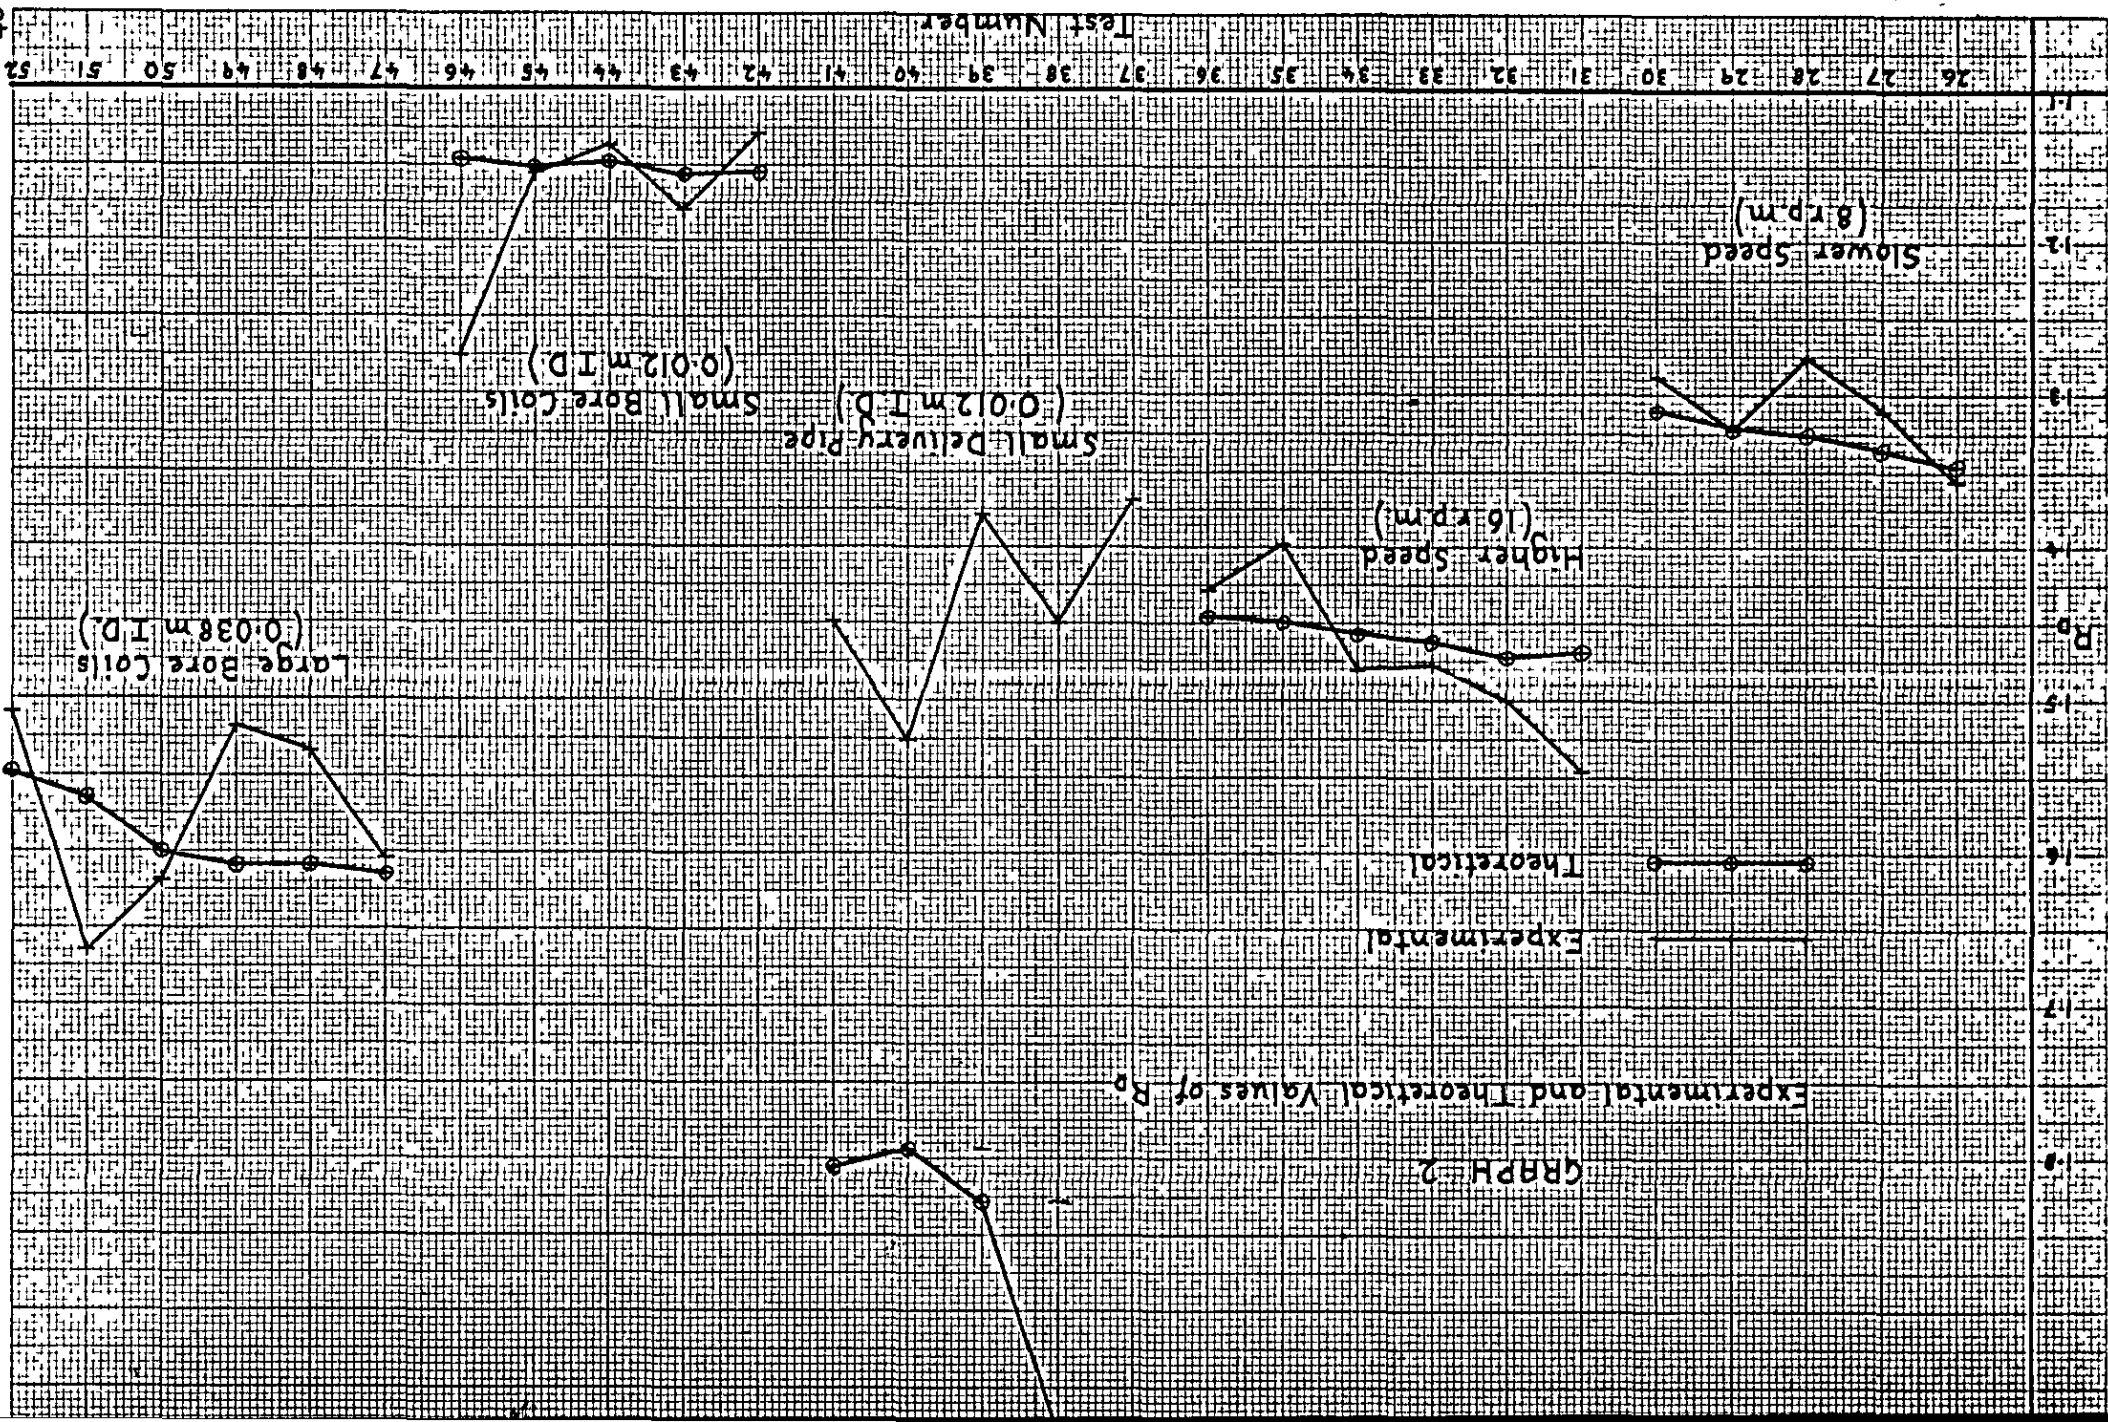 GRAPH 2
Experimental and Theoretical Values of Rp
Experimental
Theoretical
Rp
1.8
1.7
1.6
1.5
1.4
1.3
1.2
1.1
Slower Speed
(8 r.p.m)
Higher Speed
(16 r.p.m.)
Small Delivery Pipe
(0.012 m I.D.)
Small Bore Coils
(0.012 m I.D.)
Large Bore Coils
(0.038 m I.D.)
26 27 28 29 30 31 32 33 34 35 36 37 38 39 40 41 42 43 44 45 46 47 48 49 50 51 52
Test Number